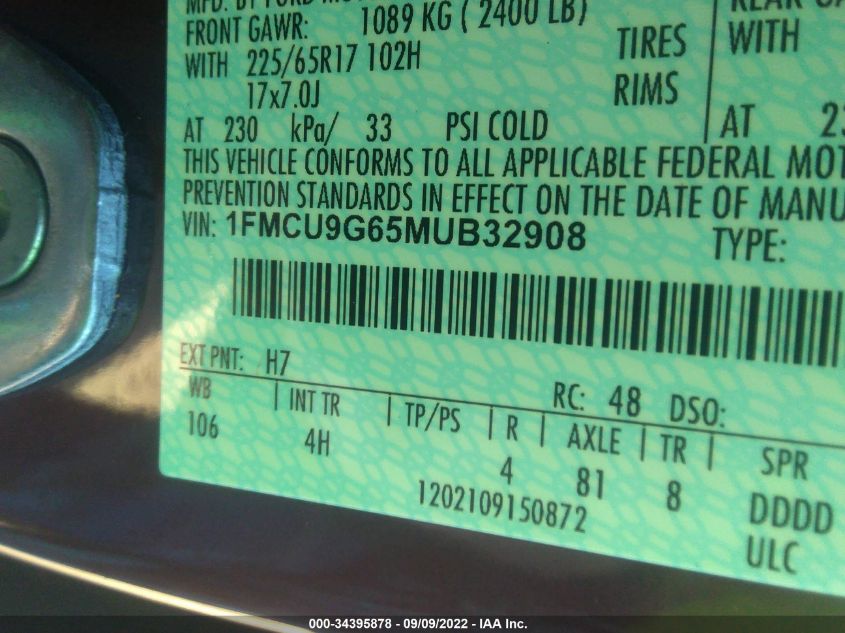 MFD. BY FORD
FRONT GAWR: 1089 KG ( 2400 LB)
WITH 225/65R17 102H TIRES WITH
17x7.0J RIMS
AT 230 kPa/ 33 PSI COLD AT
THIS VEHICLE CONFORMS TO ALL APPLICABLE FEDERAL
PREVENTION STANDARDS IN EFFECT ON THE DATE OF
VIN: 1FMCU9G65MUB32908 TYPE:
EXT PNT: H7 RC: 48 DSO:
WB INT TR TP/PS R AXLE TR SPR
106 4H 4 81 8 DDDD
1202109150872 ULC
000-34395878 - 09/09/2022 - IAA Inc.